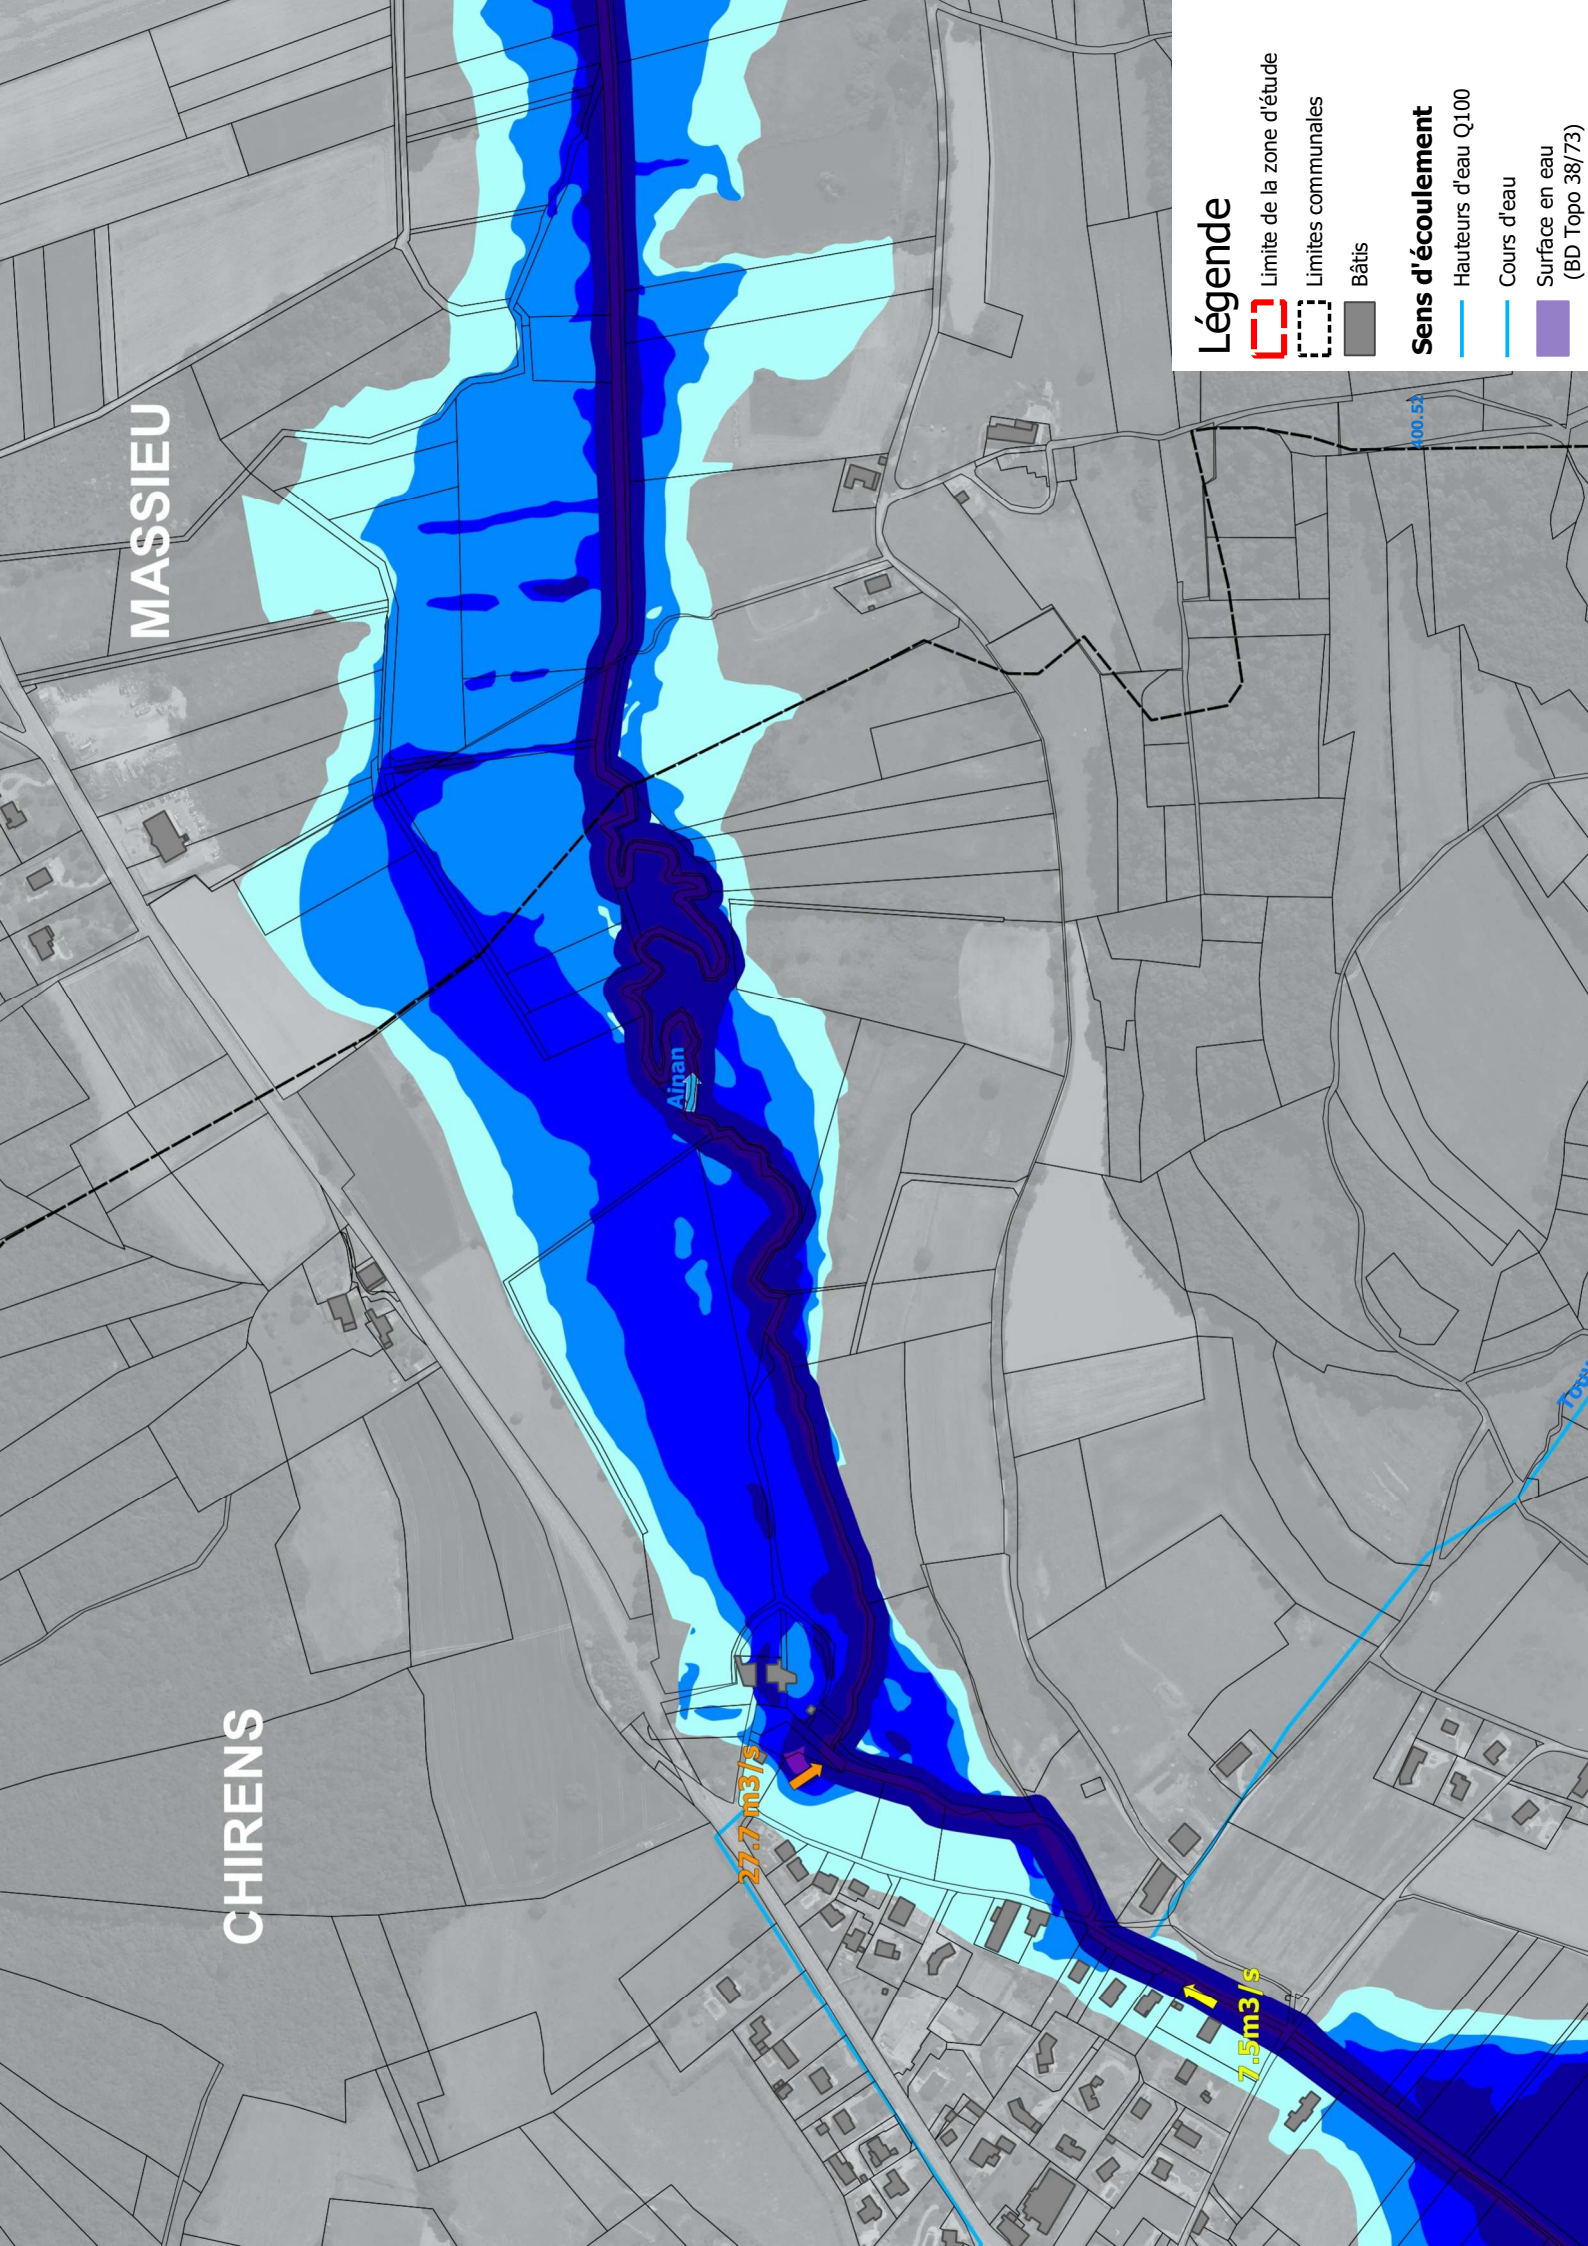 MASSIEU
CHIRENS
Ainan
27.7 m3/s
7.5m3/s
400.52
Légende
Limite de la zone d'étude
Limites communales
Bâtis
Sens d'écoulement
Hauteurs d'eau Q100
Cours d'eau
Surface en eau
(BD Topo 38/73)